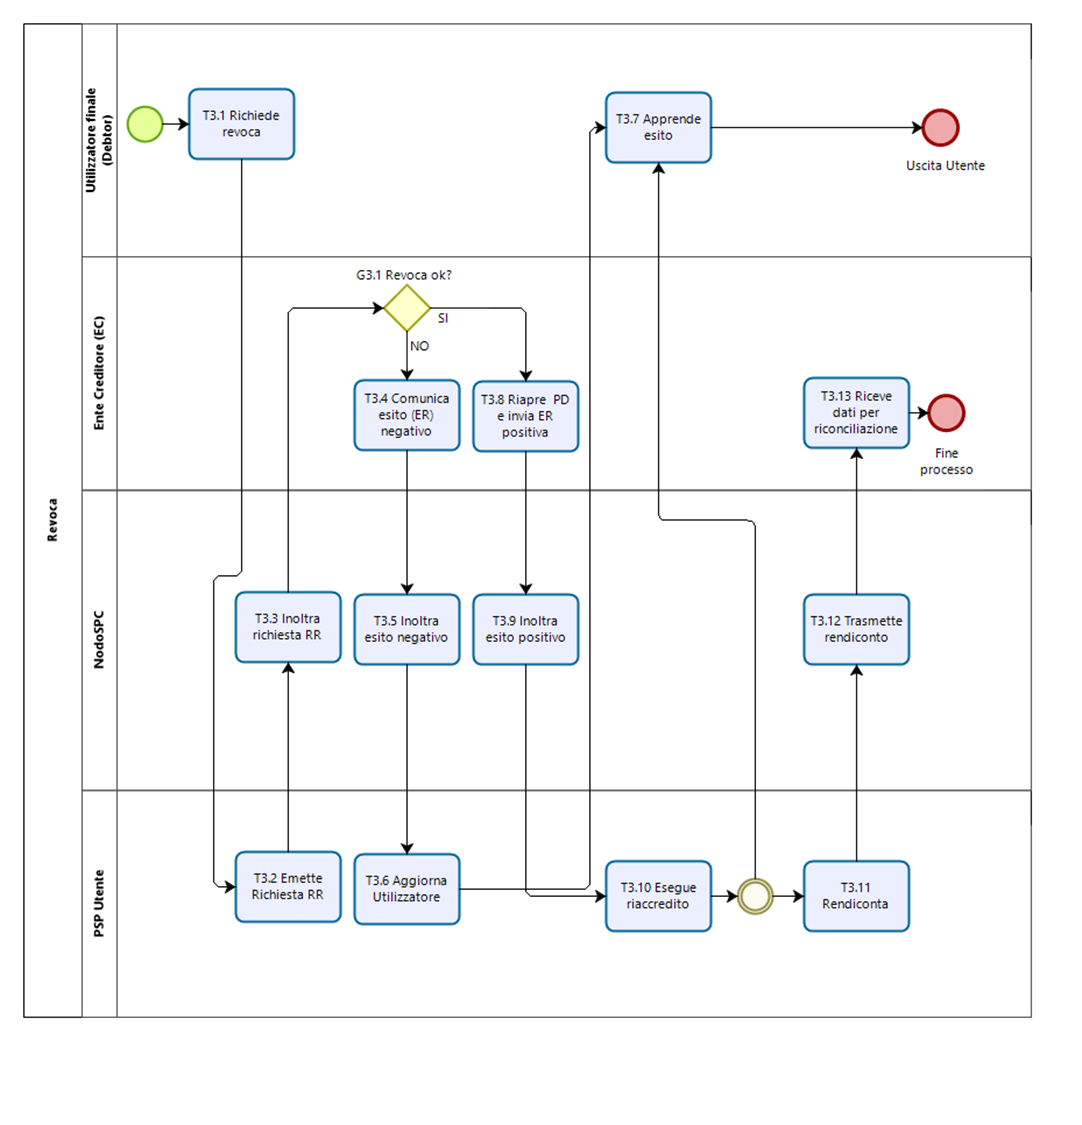 Revoca
Utilizzatore finale
(Debtor)
T3.1 Richiede
revoca
T3.7 Apprende
esito
Uscita Utente
Ente Creditore (EC)
G3.1 Revoca ok?
SI
NO
T3.4 Comunica
esito (ER)
negativo
T3.8 Riapre  PD
e invia ER
positiva
T3.13 Riceve
dati per
riconciliazione
Fine
processo
NodoSPC
T3.3 Inoltra
richiesta RR
T3.5 Inoltra
esito negativo
T3.9 Inoltra
esito positivo
T3.12 Trasmette
rendiconto
PSP Utente
T3.2 Emette
Richiesta RR
T3.6 Aggiorna
Utilizzatore
T3.10 Esegue
riaccredito
T3.11
Rendiconta